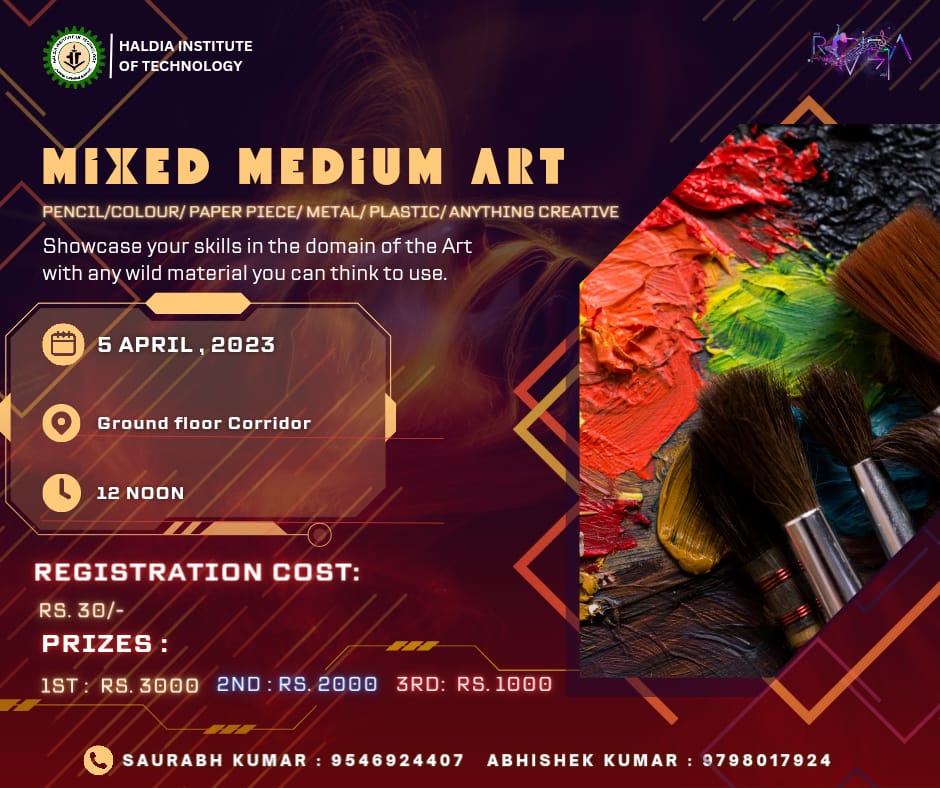 HALDIA INSTITUTE
OF TECHNOLOGY
MIXED MEDIUM ART
PENCIL/COLOUR/ PAPER PIECE/ METAL/ PLASTIC/ ANYTHING CREATIVE
Showcase your skills in the domain of the Art
with any wild material you can think to use.
5 APRIL , 2023
Ground floor Corridor
12 NOON
REGISTRATION COST:
RS. 30/-
PRIZES :
1ST : RS. 3000 2ND : RS. 2000 3RD: RS. 1000
SAURABH KUMAR : 9546924407 ABHISHEK KUMAR : 9798017924